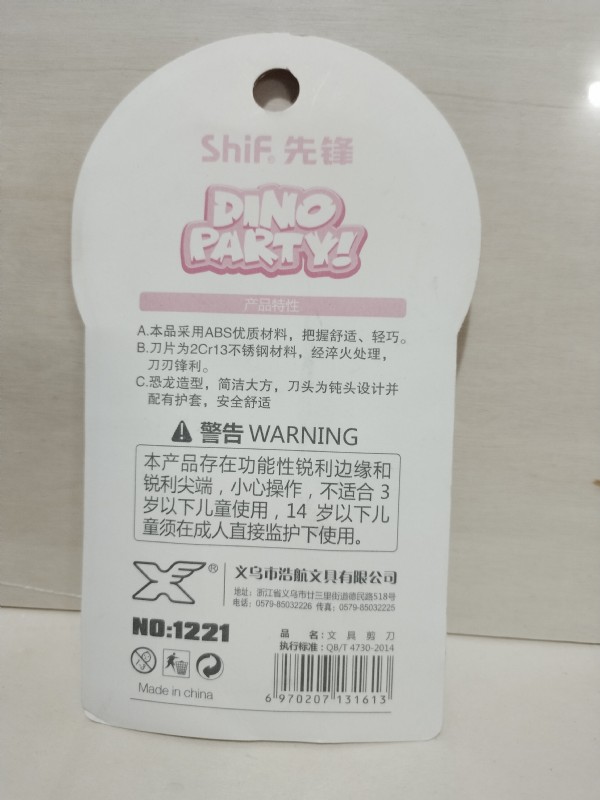 ShiF® 先锋
DINO
PARTY!
产品特性
A.本品采用ABS优质材料，把握舒适、轻巧。
B.刀片为2Cr13不锈钢材料，经淬火处理，
刀刃锋利。
C.恐龙造型，简洁大方，刀头为钝头设计并
配有护套，安全舒适
警告 WARNING
本产品存在功能性锐利边缘和
锐利尖端，小心操作，不适合 3
岁以下儿童使用，14 岁以下儿
童须在成人直接监护下使用。
® 义乌市浩航文具有限公司
地址：浙江省义乌市廿三里街道德民路518号
电话：0579-85032226 传真：0579-85032225
NO:1221
品 名：文具剪刀
执行标准：QB/T 4730-2014
0-3
Made in china
6 970207 131613